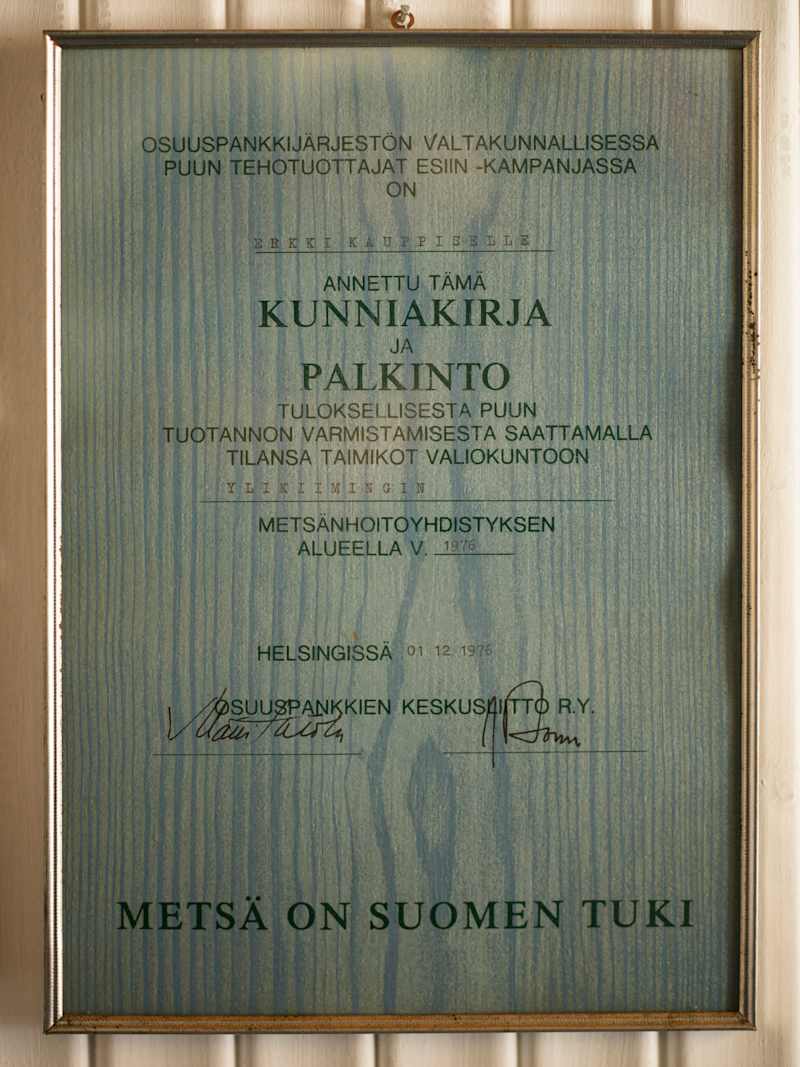 OSUUSPANKKIJÄRJESTÖN VALTAKUNNALLISESSA
PUUN TEHOTUOTTAJAT ESIIN -KAMPANJASSA
ON
ERKKI KAUPPISELLE
ANNETTU TÄMÄ
KUNNIAKIRJA
JA
PALKINTO
TULOKSELLISESTA PUUN
TUOTANNON VARMISTAMISESTA SAATTAMALLA
TILANSA TAIMIKOT VALIOKUNTOON
YLIKIIMINGIN
METSÄNHOITOYHDISTYKSEN
ALUEELLA V. 1976
HELSINGISSÄ 01 12 1976
OSUUSPANKKIEN KESKUSLIITTO R.Y.
METSÄ ON SUOMEN TUKI